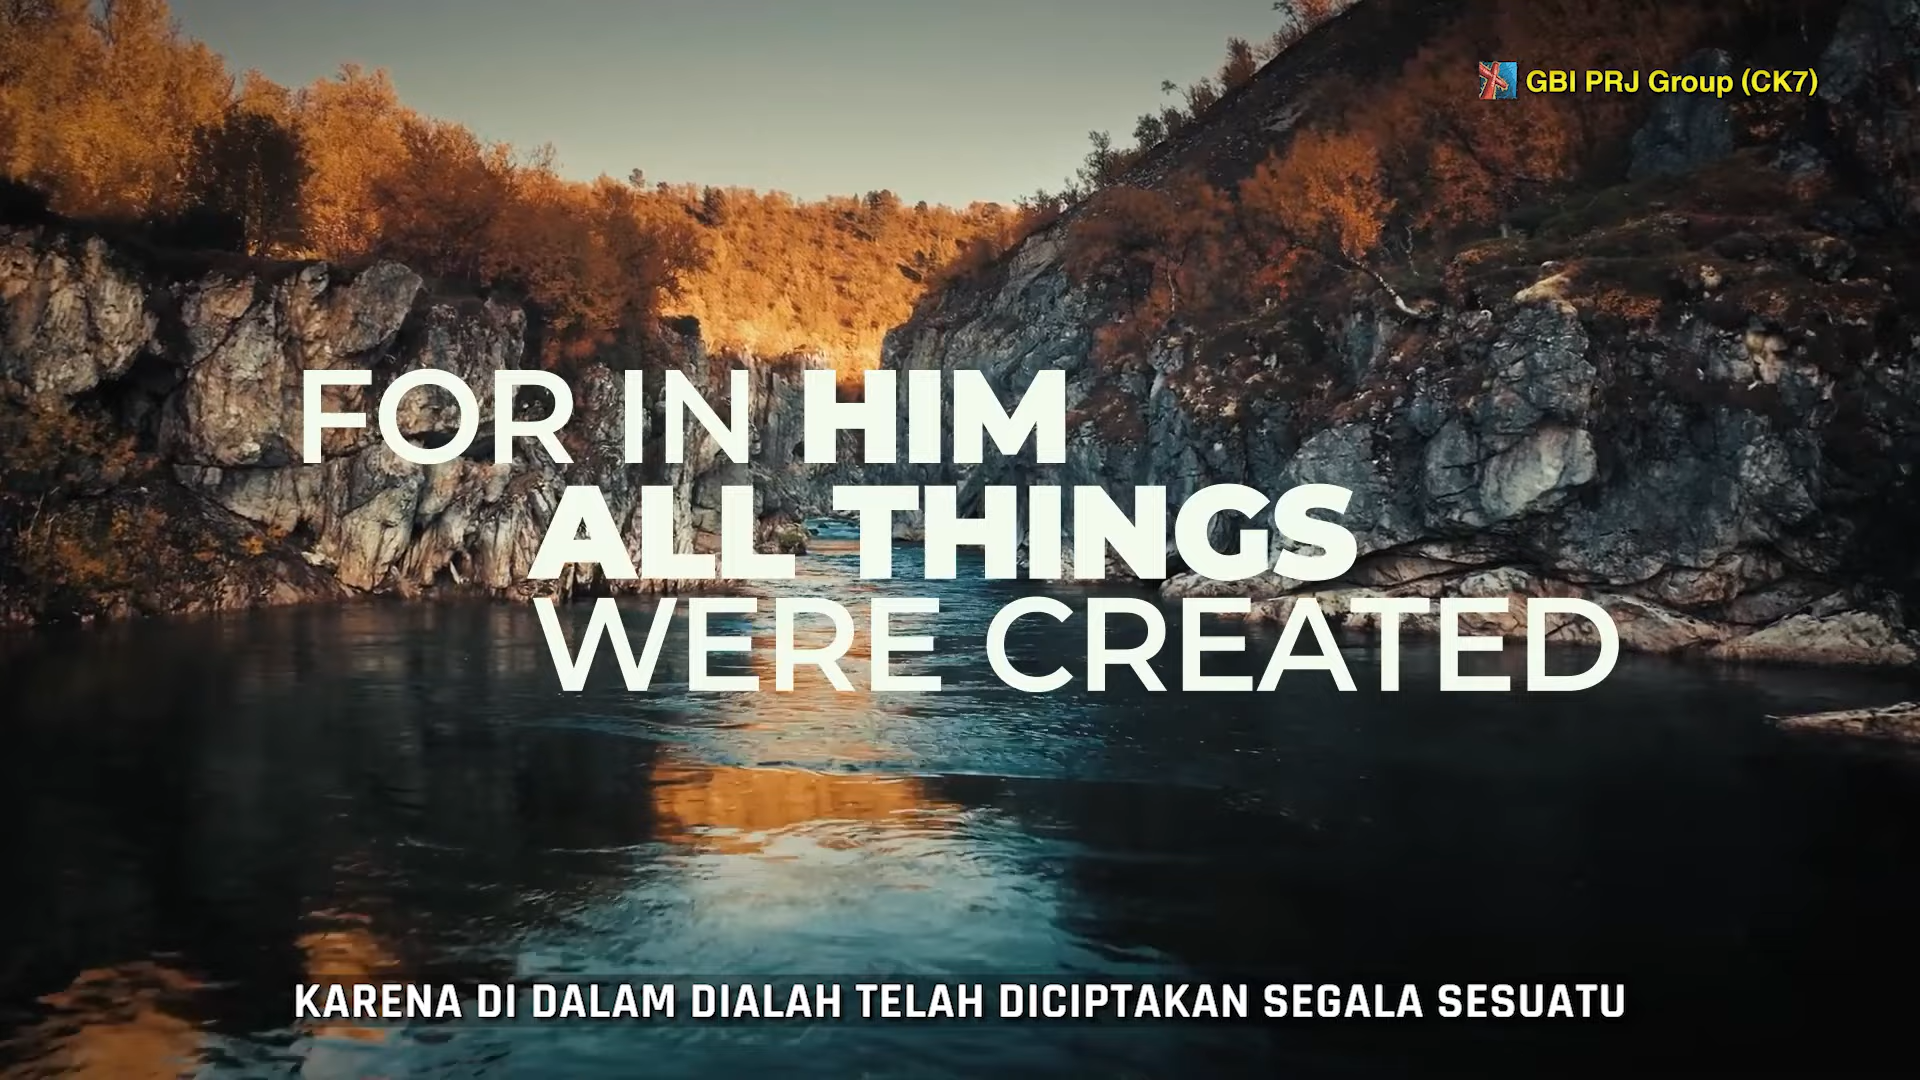 GBI PRJ Group (CK7)
FOR IN HIM
ALL THINGS
WERE CREATED
KARENA DI DALAM DIALAH TELAH DICIPTAKAN SEGALA SESUATU